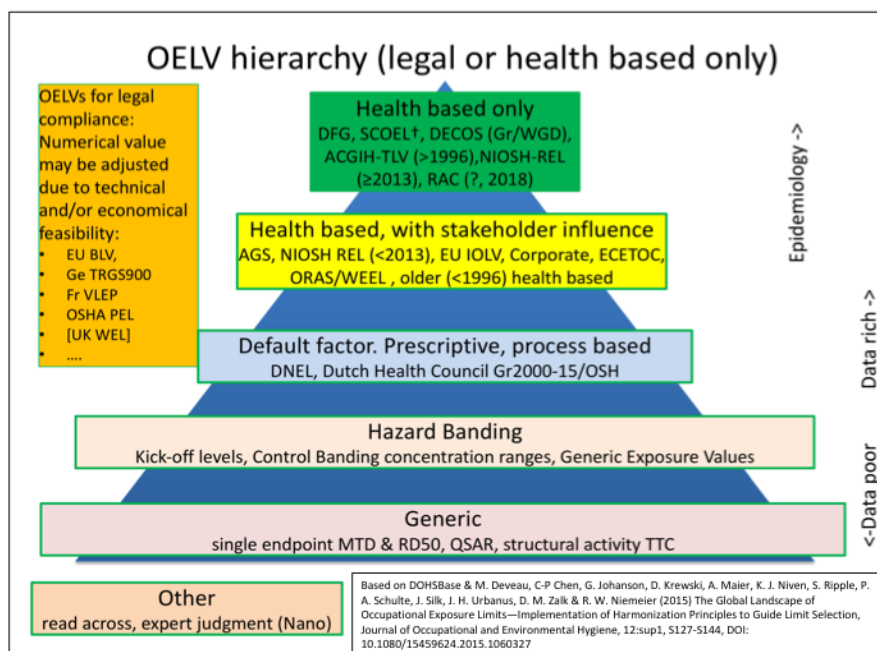 OELV hierarchy (legal or health based only)
OELVs for legal
compliance:
Numerical value
may be adjusted
due to technical
and/or economical
feasibility:
• EU BLV,
• Ge TRGS900
• Fr VLEP
• OSHA PEL
• [UK WEL]
• ....
Health based only
DFG, SCOEL†, DECOS (Gr/WGD),
ACGIH-TLV (>1996),NIOSH-REL
(≥2013), RAC (?, 2018)
Health based, with stakeholder influence
AGS, NIOSH REL (<2013), EU IOLV, Corporate, ECETOC,
ORAS/WEEL , older (<1996) health based
Default factor. Prescriptive, process based
DNEL, Dutch Health Council Gr2000-15/OSH
Hazard Banding
Kick-off levels, Control Banding concentration ranges, Generic Exposure Values
Generic
single endpoint MTD & RD50, QSAR, structural activity TTC
Epidemiology ->
Data rich ->
<-Data poor
Other
read across, expert judgment (Nano)
Based on DOHSBase & M. Deveau, C-P Chen, G. Johanson, D. Krewski, A. Maier, K. J. Niven, S. Ripple, P.
A. Schulte, J. Silk, J. H. Urbanus, D. M. Zalk & R. W. Niemeier (2015) The Global Landscape of
Occupational Exposure Limits—Implementation of Harmonization Principles to Guide Limit Selection,
Journal of Occupational and Environmental Hygiene, 12:sup1, S127-S144, DOI:
10.1080/15459624.2015.1060327